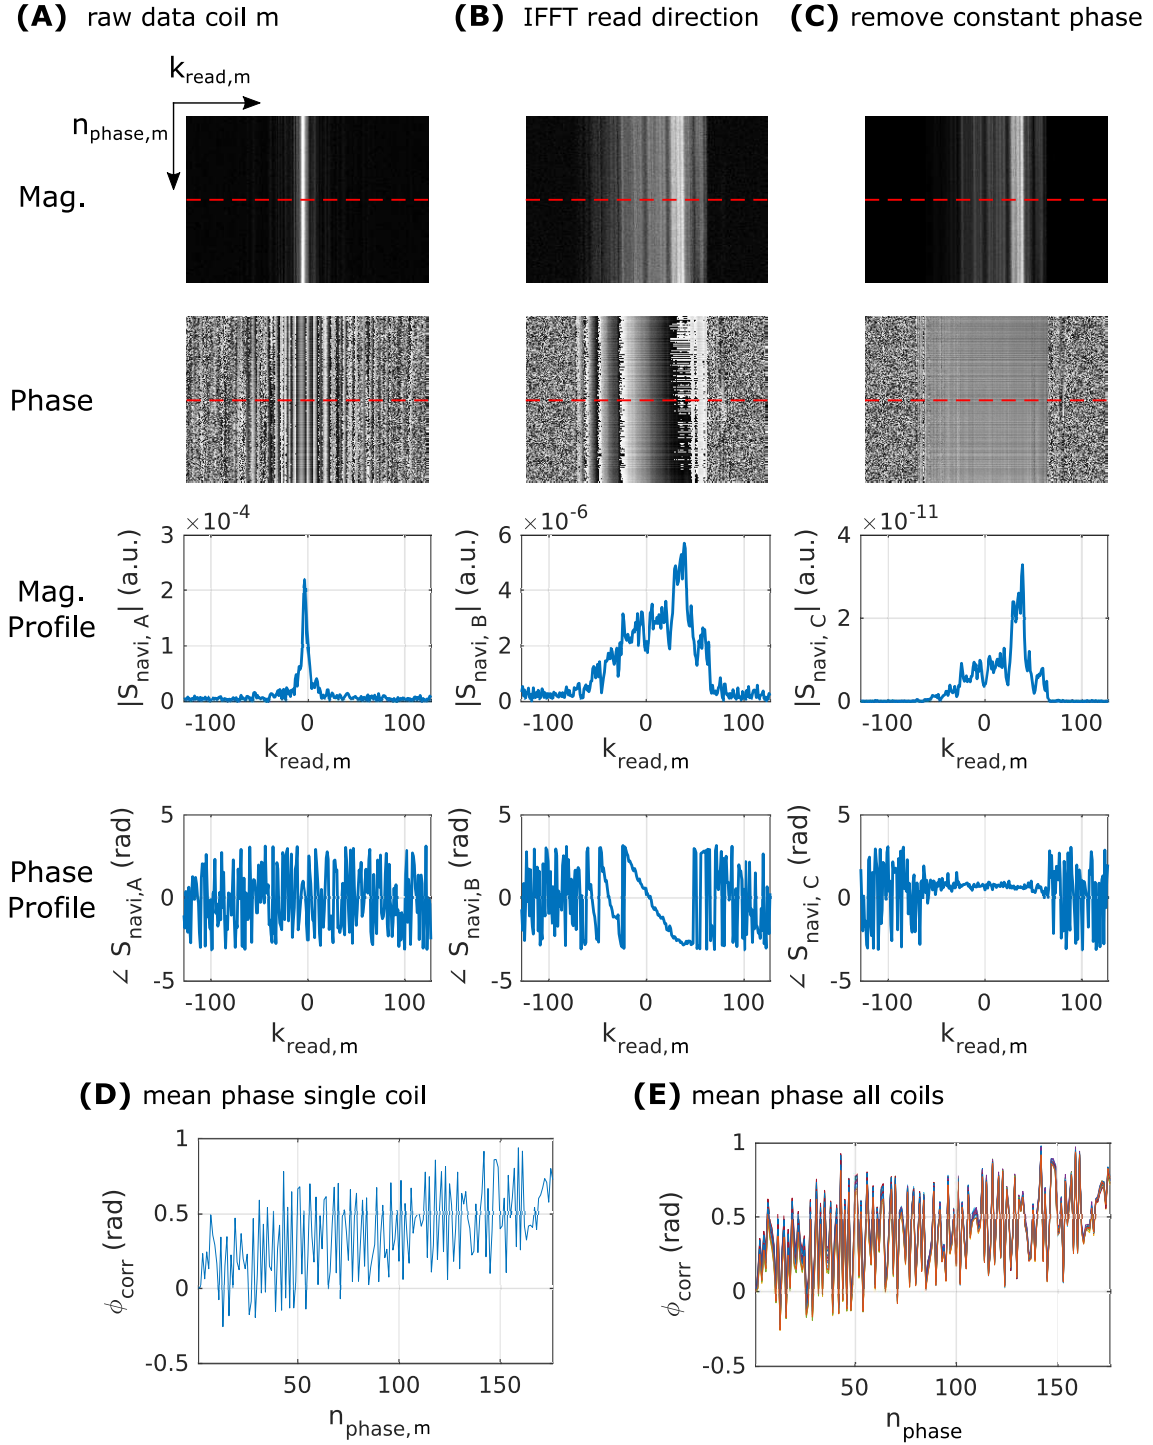 (A) raw data coil m
(B) IFFT read direction
(C) remove constant phase
k_read,m
n_phase,m
Mag.
Phase
Mag.
Profile
×10^-4
3
2
1
0
|S_navi, A| (a.u.)
-100 0 100
k_read,m
×10^-6
6
4
2
0
|S_navi, B| (a.u.)
-100 0 100
k_read,m
×10^-11
4
2
0
|S_navi, C| (a.u.)
-100 0 100
k_read,m
Phase
Profile
5
0
-5
∠ S_navi,A (rad)
-100 0 100
k_read,m
5
0
-5
∠ S_navi,B (rad)
-100 0 100
k_read,m
5
0
-5
∠ S_navi, C (rad)
-100 0 100
k_read,m
(D) mean phase single coil
1
0.5
0
-0.5
ϕ_corr (rad)
50 100 150
n_phase,m
(E) mean phase all coils
1
0.5
0
-0.5
ϕ_corr (rad)
50 100 150
n_phase